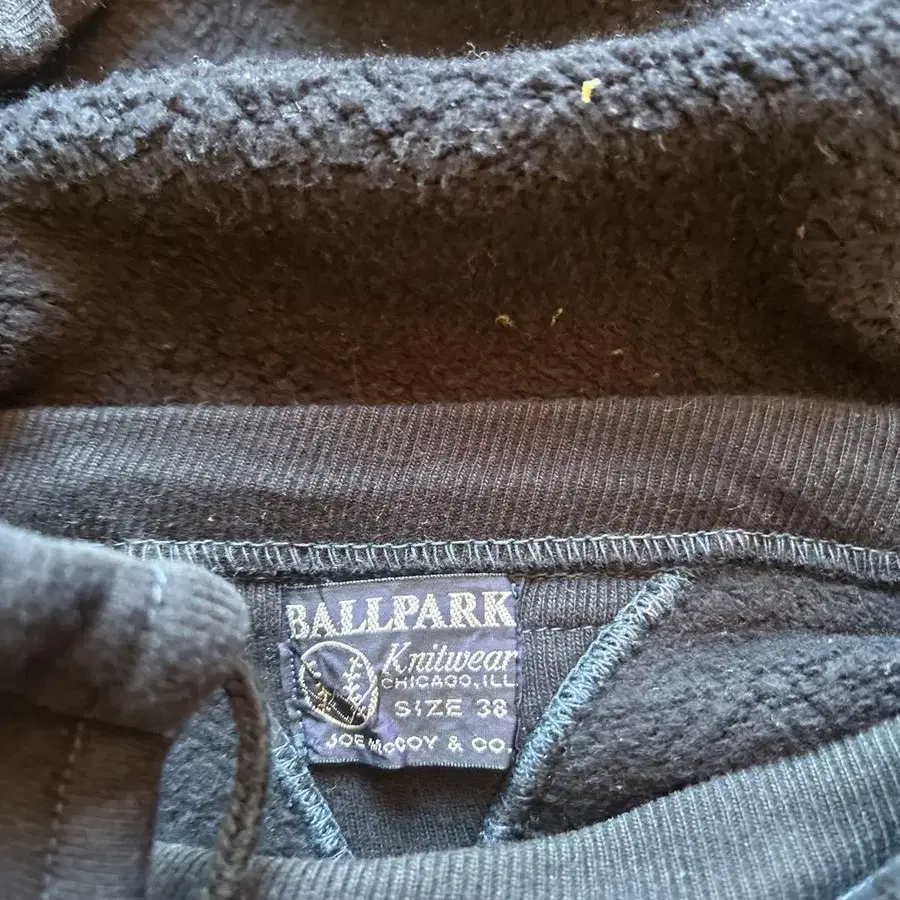 BALLPARK
Knitwear
CHICAGO, ILL
SIZE 38
JOE McCOY & CO.